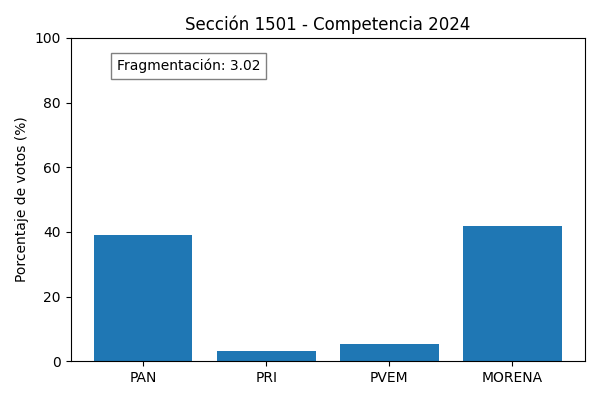 Sección 1501 - Competencia 2024
Fragmentación: 3.02
Porcentaje de votos (%)
100
80
60
40
20
0
PAN PRI PVEM MORENA